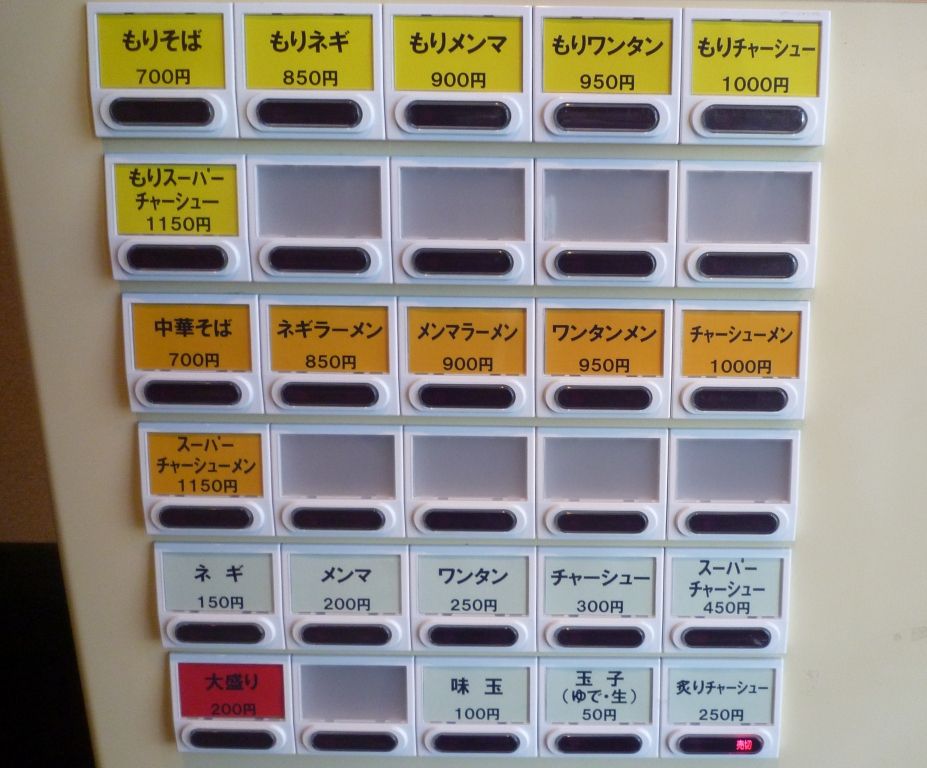 もりそば
700円
もりネギ
850円
もりメンマ
900円
もりワンタン
950円
もりチャーシュー
1000円
もりスーパー
チャーシュー
1150円
中華そば
700円
ネギラーメン
850円
メンマラーメン
900円
ワンタンメン
950円
チャーシューメン
1000円
スーパー
チャーシューメン
1150円
ネギ
150円
メンマ
200円
ワンタン
250円
チャーシュー
300円
スーパー
チャーシュー
450円
大盛り
200円
味玉
100円
玉子
(ゆで・生)
50円
炙りチャーシュー
250円
売切